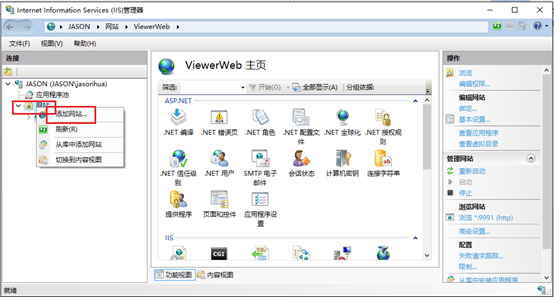 Internet Information Services (IIS)管理器
JASON ▸ 网站 ▸ ViewerWeb ▸
文件(F) 视图(V) 帮助(H)
连接
JASON (JASON\jasonhua)
应用程序池
网站
添加网站...
刷新(R)
从库中添加网站
切换到内容视图
ViewerWeb 主页
筛选: 开始(G) 全部显示(A) 分组依据:
ASP.NET
.NET 编译 .NET 错误页 .NET 角色 .NET 配置文件 .NET 全球化 .NET 授权规则
.NET 信任级别 .NET 用户 SMTP 电子邮件 会话状态 计算机密钥 连接字符串
提供程序 页面和控件 应用程序设置
IIS
CGI
功能视图 内容视图
操作
浏览
编辑权限...
编辑网站
绑定...
基本设置...
查看应用程序
查看虚拟目录
管理网站
重新启动
启动
停止
浏览网站
浏览 *:9991 (http)
高级设置...
配置
失败请求跟踪...
限制...
从库中安装应用程序
就绪